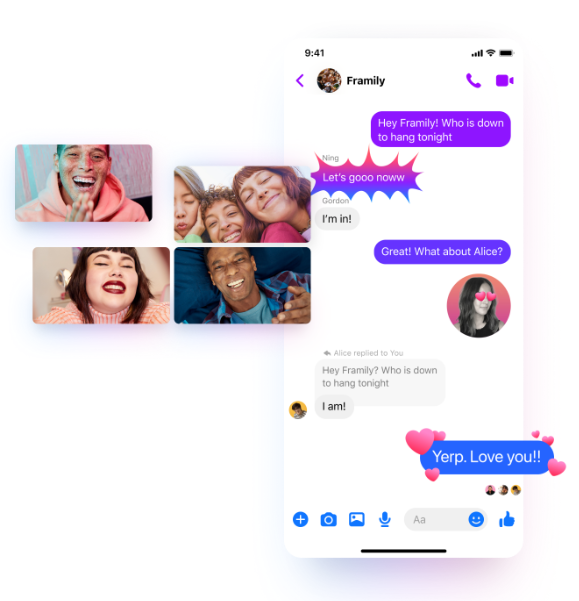 9:41
Framily
Hey Framily! Who is down
to hang tonight
Ning
Let's gooo noww
Gordon
I'm in!
Great! What about Alice?
Alice replied to You
Hey Framily? Who is down
to hang tonight
I am!
Yerp. Love you!!
Aa